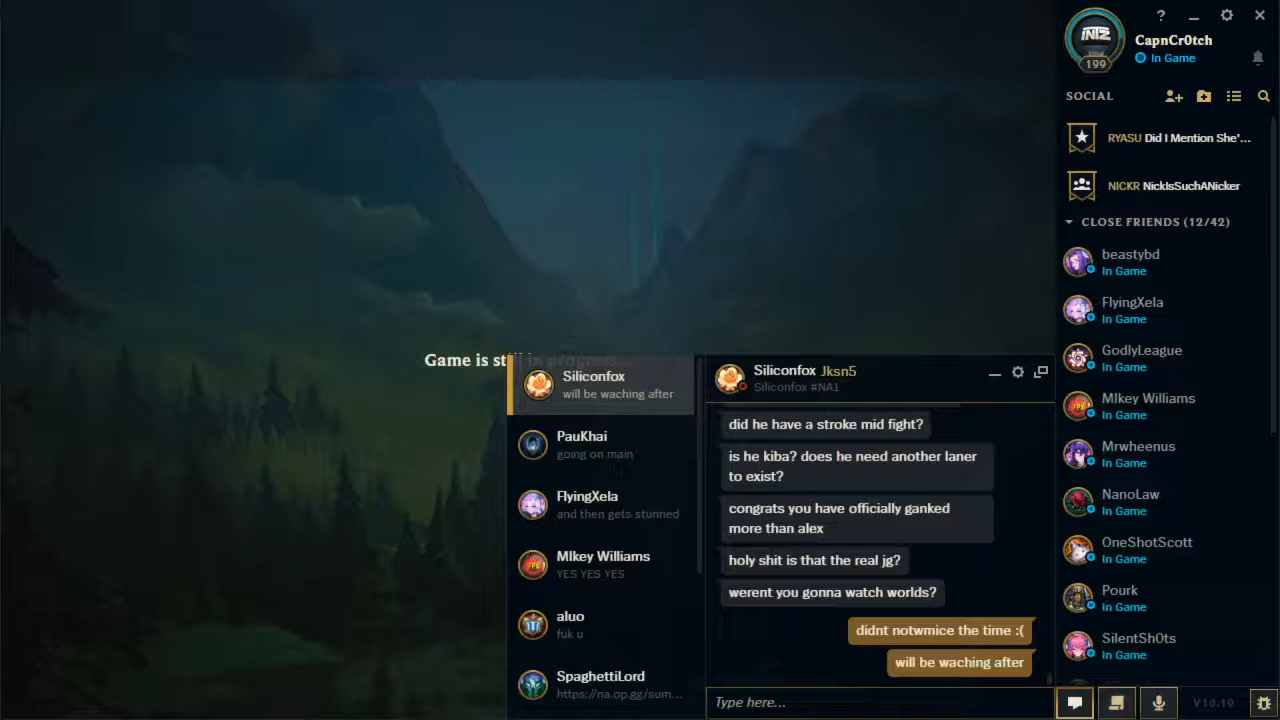 ?
CapnCr0tch
In Game
199
SOCIAL
RYASU Did I Mention She'...
NICKR NickIsSuchANicker
CLOSE FRIENDS (12/42)
beastybd
In Game
FlyingXela
In Game
GodlyLeague
In Game
MIkey Williams
In Game
Mrwheenus
In Game
NanoLaw
In Game
OneShotScott
In Game
Pourk
In Game
SilentSh0ts
In Game
Game is still in progress...
Siliconfox
will be waching after
PauKhai
going on main
FlyingXela
and then gets stunned
MIkey Williams
YES YES YES
aluo
fuk u
SpaghettiLord
https://na.op.gg/sum...
Siliconfox Jksn5
Siliconfox #NA1
did he have a stroke mid fight?
is he kiba? does he need another laner
to exist?
congrats you have officially ganked
more than alex
holy shit is that the real jg?
werent you gonna watch worlds?
didnt notwmice the time :(
will be waching after
Type here...
V10.19